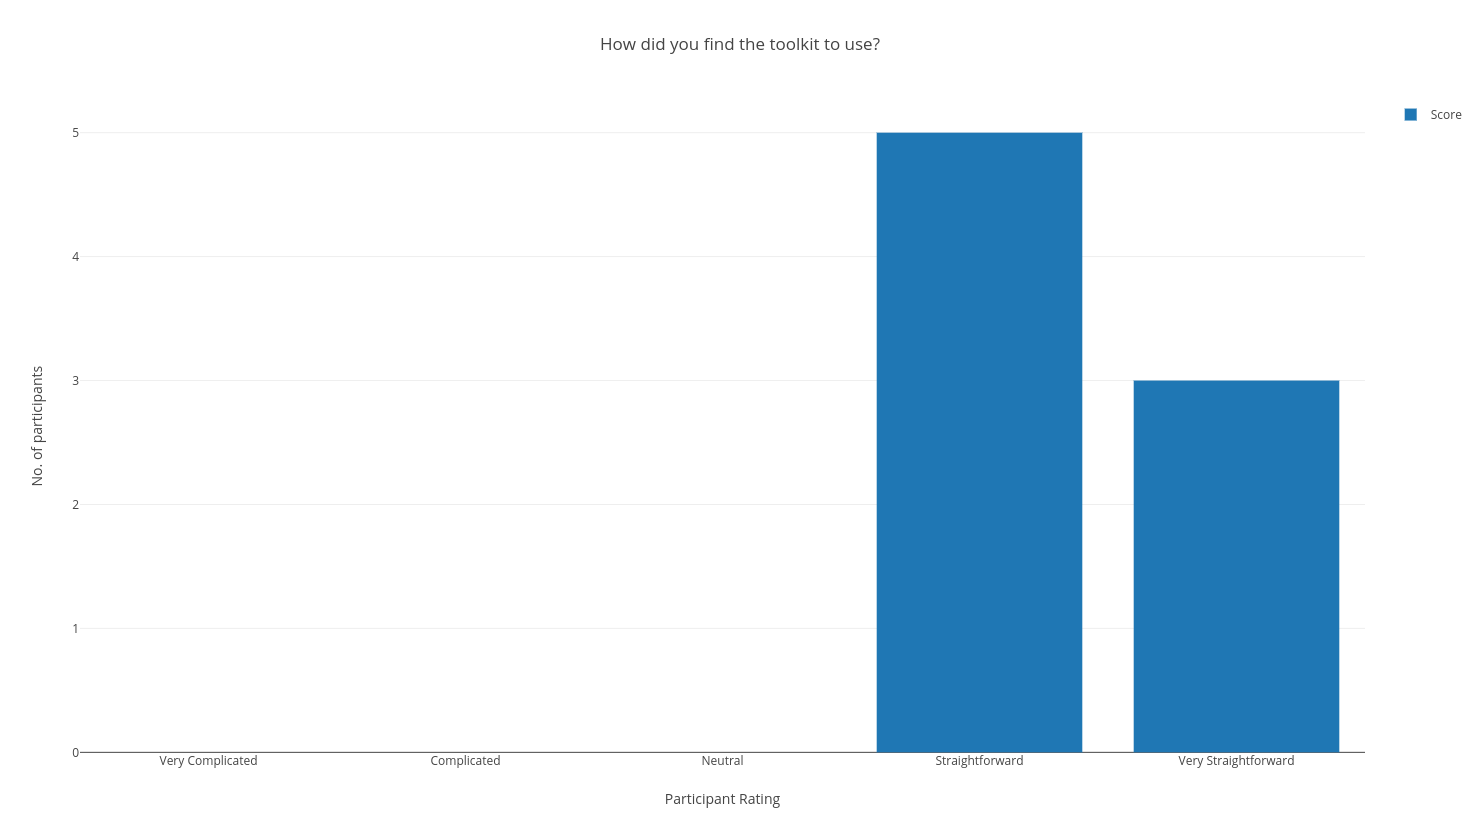 How did you find the toolkit to use?
Score
5
4
3
2
1
0
No. of participants
Very Complicated
Complicated
Neutral
Straightforward
Very Straightforward
Participant Rating